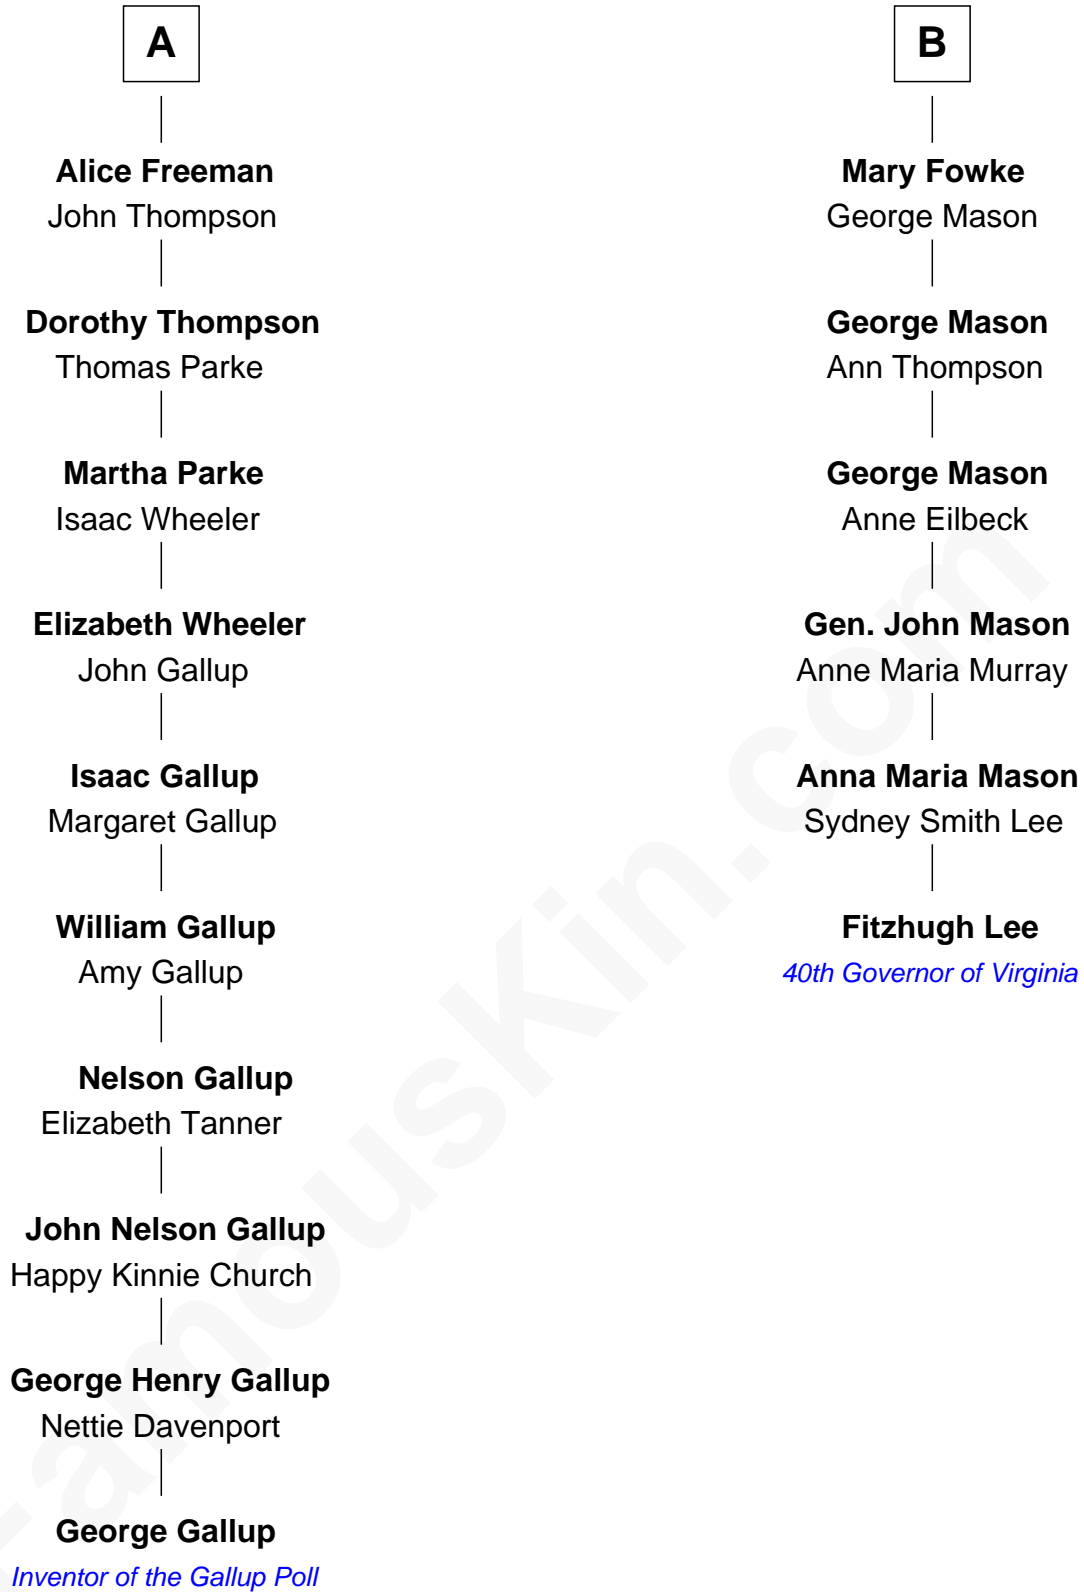 A
Alice Freeman
John Thompson
Dorothy Thompson
Thomas Parke
Martha Parke
Isaac Wheeler
Elizabeth Wheeler
John Gallup
Isaac Gallup
Margaret Gallup
William Gallup
Amy Gallup
Nelson Gallup
Elizabeth Tanner
John Nelson Gallup
Happy Kinnie Church
George Henry Gallup
Nettie Davenport
George Gallup
Inventor of the Gallup Poll
B
Mary Fowke
George Mason
George Mason
Ann Thompson
George Mason
Anne Eilbeck
Gen. John Mason
Anne Maria Murray
Anna Maria Mason
Sydney Smith Lee
Fitzhugh Lee
40th Governor of Virginia
FamousKin.com